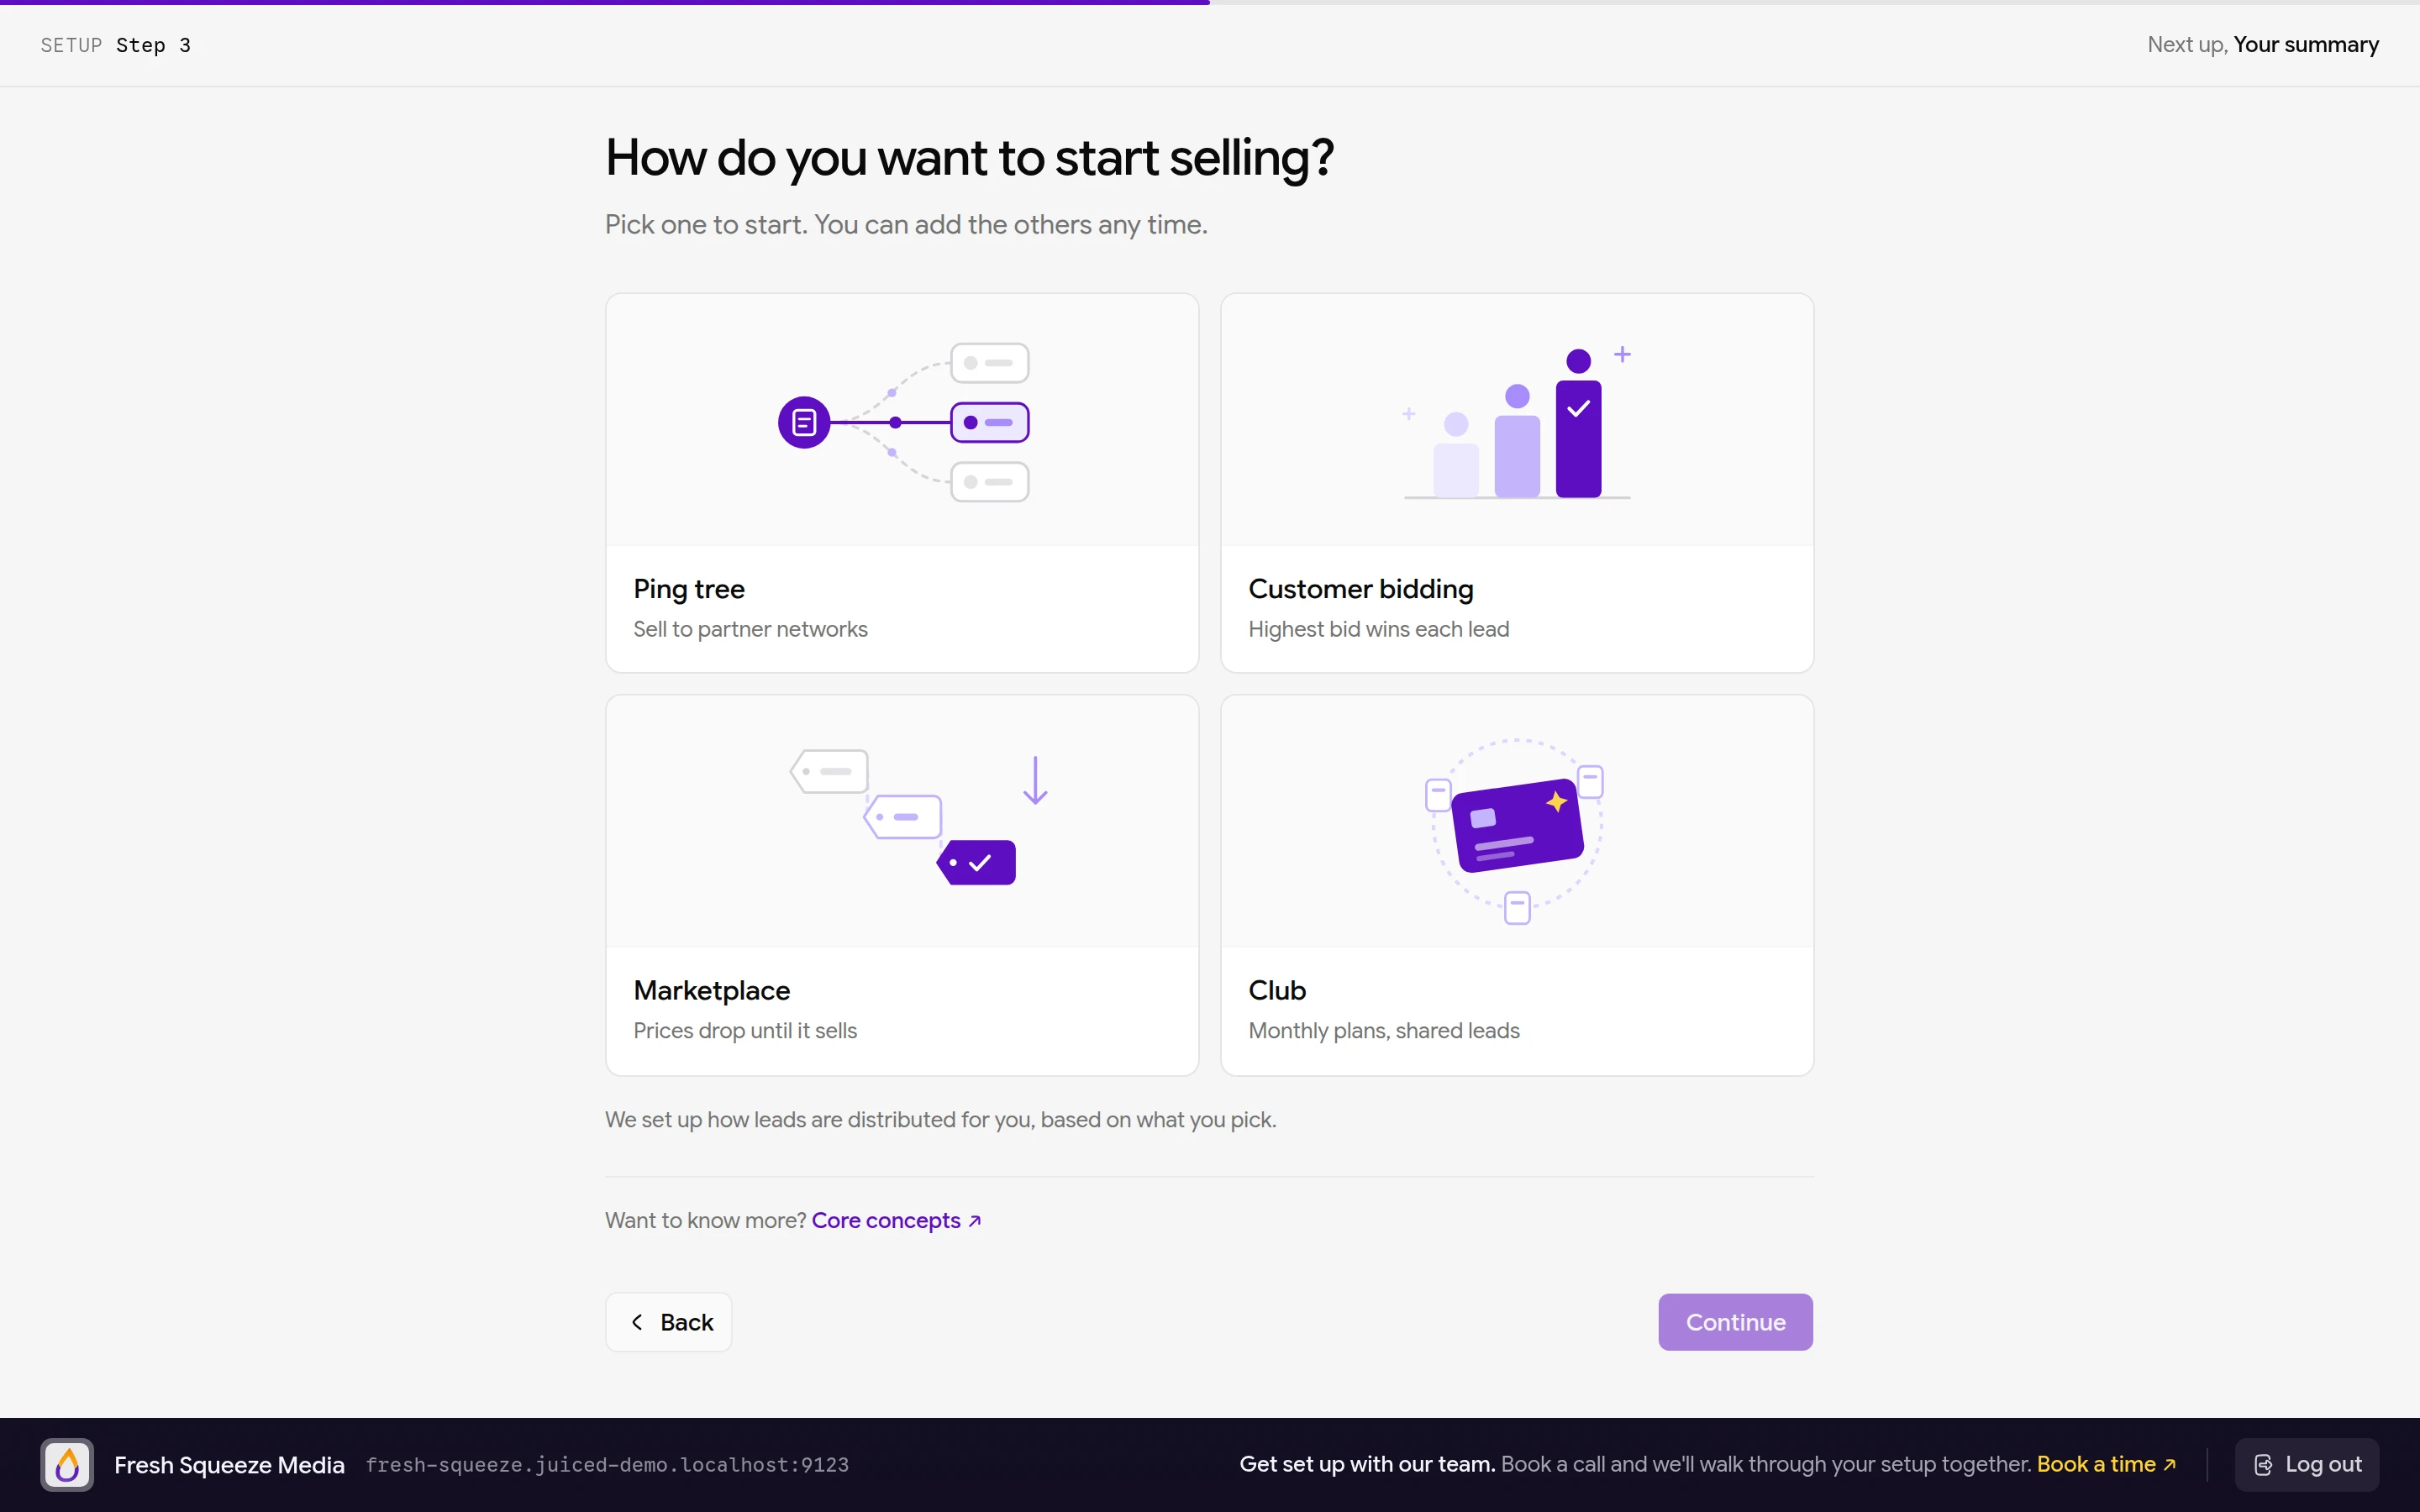 SETUP Step 3
Next up, Your summary
How do you want to start selling?
Pick one to start. You can add the others any time.
Ping tree
Sell to partner networks
Customer bidding
Highest bid wins each lead
Marketplace
Prices drop until it sells
Club
Monthly plans, shared leads
We set up how leads are distributed for you, based on what you pick.
Want to know more? Core concepts
Back
Continue
Fresh Squeeze Media fresh-squeeze.juiced-demo.localhost:9123
Get set up with our team. Book a call and we'll walk through your setup together. Book a time
Log out